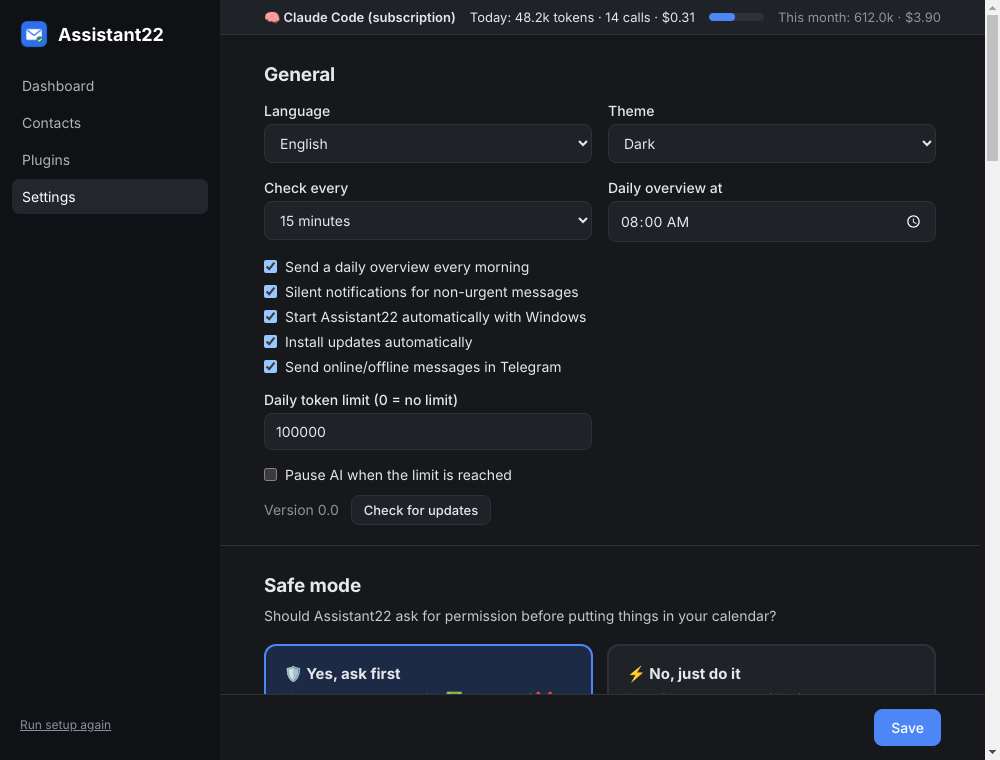 Assistant22
Dashboard
Contacts
Plugins
Settings
Run setup again
Claude Code (subscription) Today: 48.2k tokens · 14 calls · $0.31 This month: 612.0k · $3.90
General
Language Theme
English Dark
Check every Daily overview at
15 minutes 08:00 AM
Send a daily overview every morning
Silent notifications for non-urgent messages
Start Assistant22 automatically with Windows
Install updates automatically
Send online/offline messages in Telegram
Daily token limit (0 = no limit)
100000
Pause AI when the limit is reached
Version 0.0 Check for updates
Safe mode
Should Assistant22 ask for permission before putting things in your calendar?
Yes, ask first No, just do it
Save